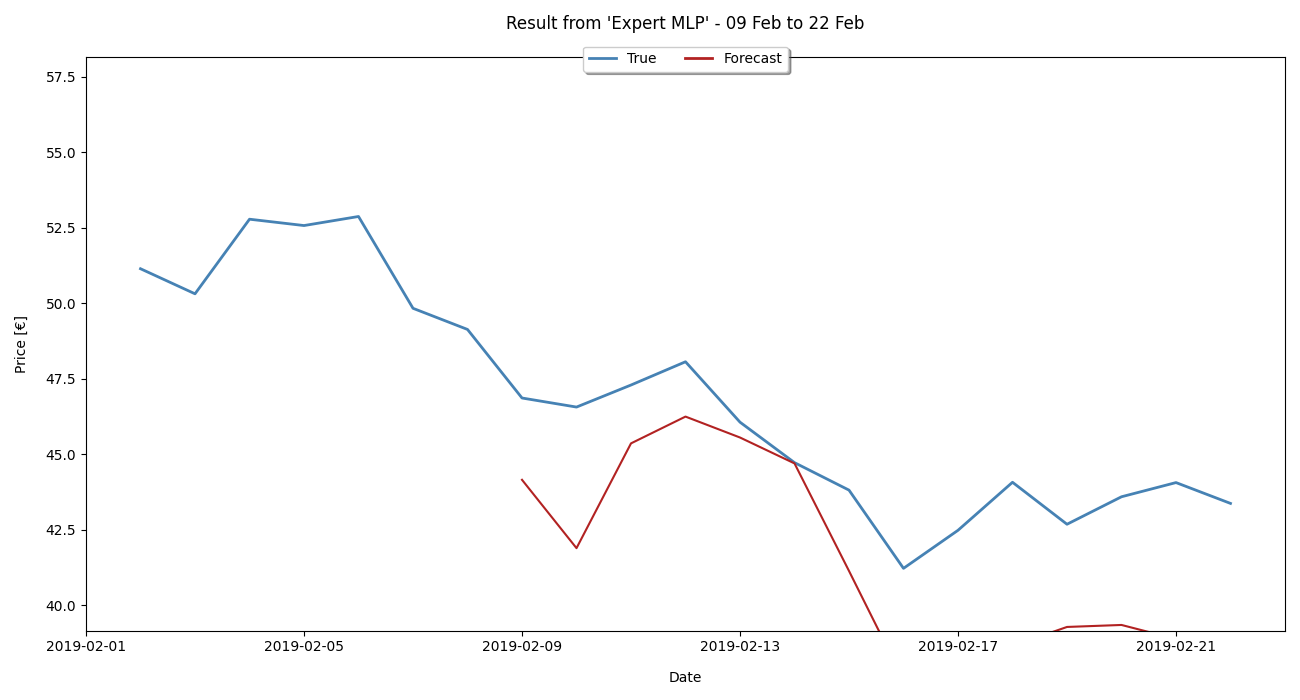 Result from 'Expert MLP' - 09 Feb to 22 Feb
True Forecast
57.5
55.0
52.5
50.0
47.5
45.0
42.5
40.0
Price [€]
2019-02-01 2019-02-05 2019-02-09 2019-02-13 2019-02-17 2019-02-21
Date